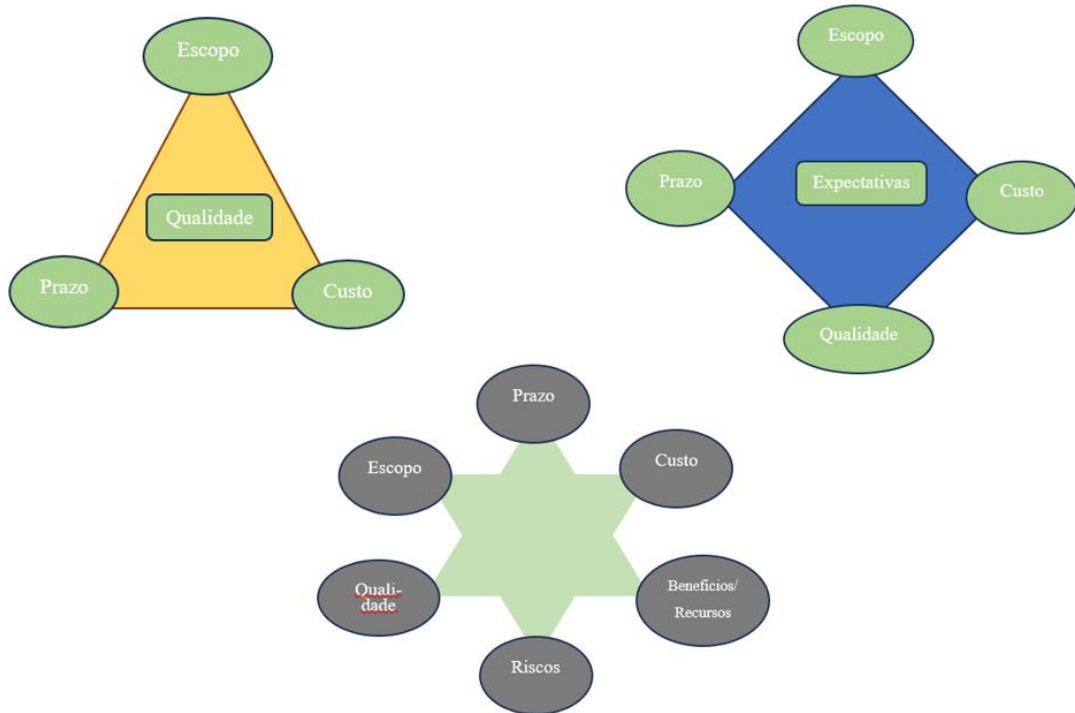 Escopo
Qualidade
Prazo
Custo
Escopo
Prazo
Expectativas
Custo
Qualidade
Prazo
Escopo
Custo
Quali-
dade
Benefícios/
Recursos
Riscos